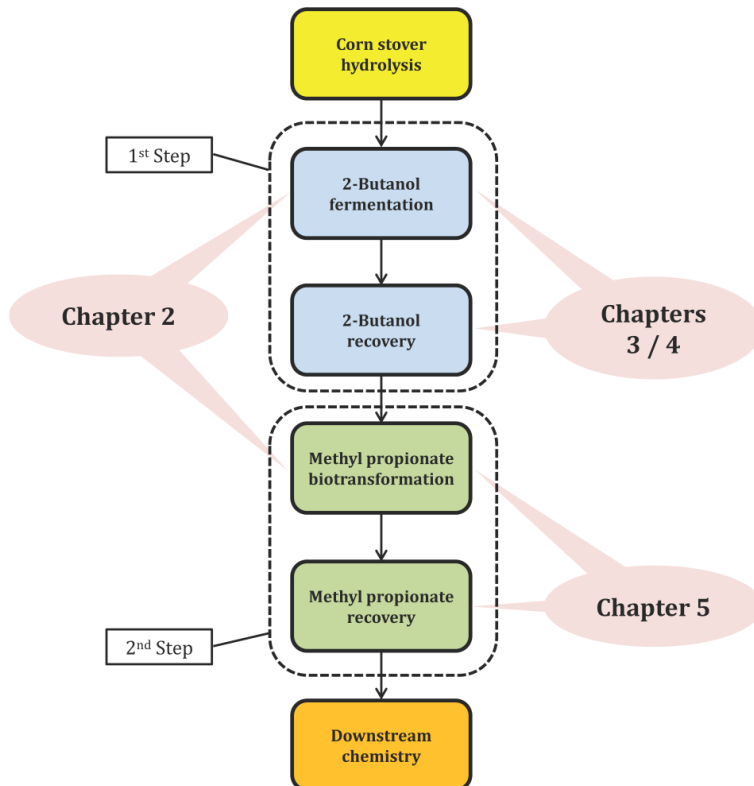 Corn stover
hydrolysis
1st Step
2-Butanol
fermentation
Chapter 2
2-Butanol
recovery
Chapters
3 / 4
Methyl propionate
biotransformation
Methyl propionate
recovery
Chapter 5
2nd Step
Downstream
chemistry